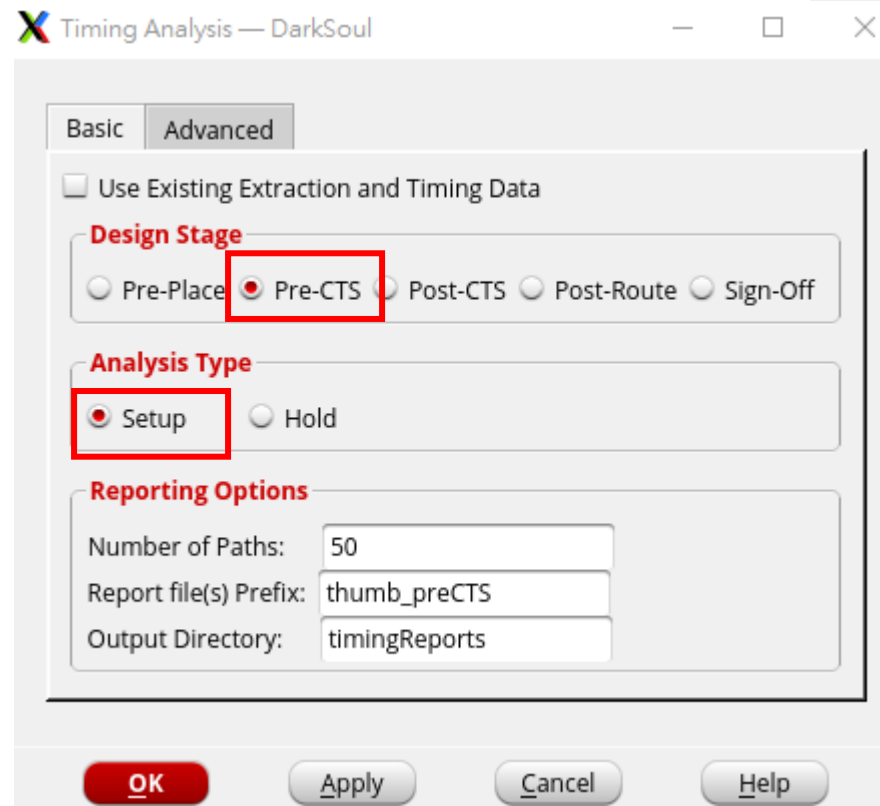 Timing Analysis — DarkSoul
Basic Advanced
Use Existing Extraction and Timing Data
Design Stage
Pre-Place Pre-CTS Post-CTS Post-Route Sign-Off
Analysis Type
Setup Hold
Reporting Options
Number of Paths: 50
Report file(s) Prefix: thumb_preCTS
Output Directory: timingReports
OK Apply Cancel Help